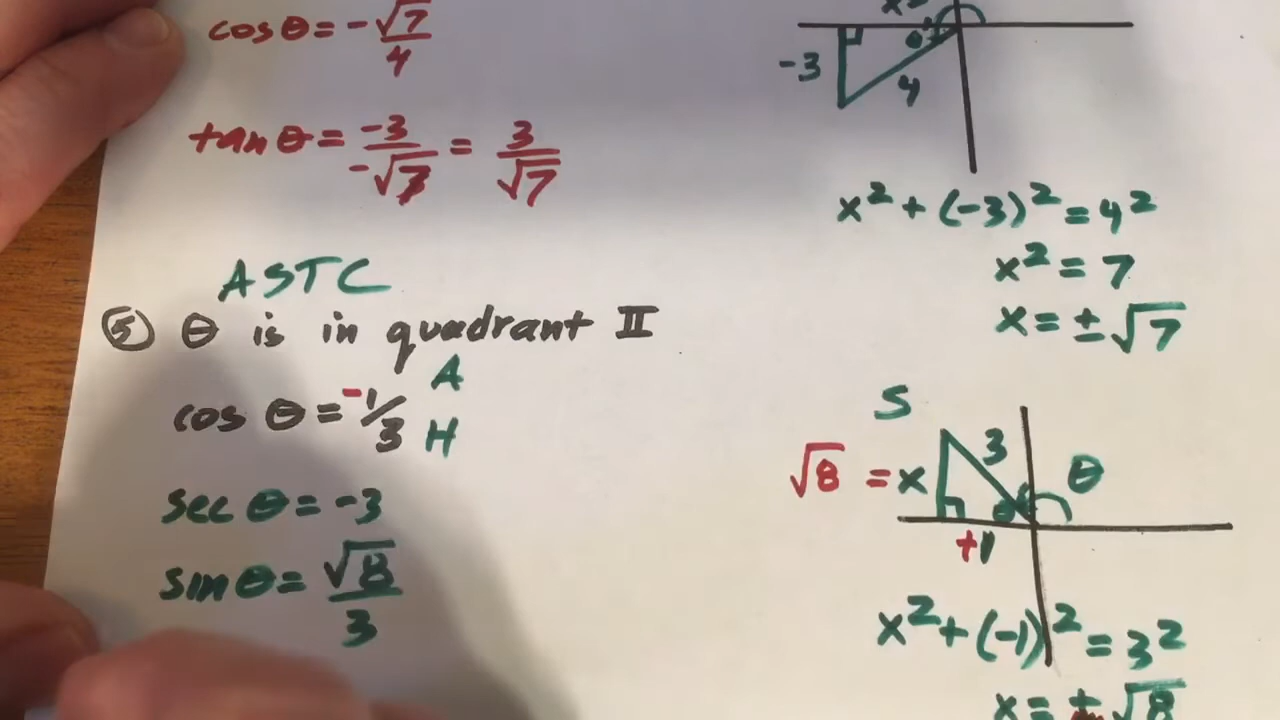 cos θ = -√7/4
tan θ = -3/-√7 = 3/√7
ASTC
⑤ θ is in quadrant II
cos θ = -1/3 A H
sec θ = -3
sin θ = √8/3
-3 4
x² + (-3)² = 4²
x² = 7
x = ±√7
S
√8 = x 3 θ
+1
x² + (-1)² = 3²
x = ±√8